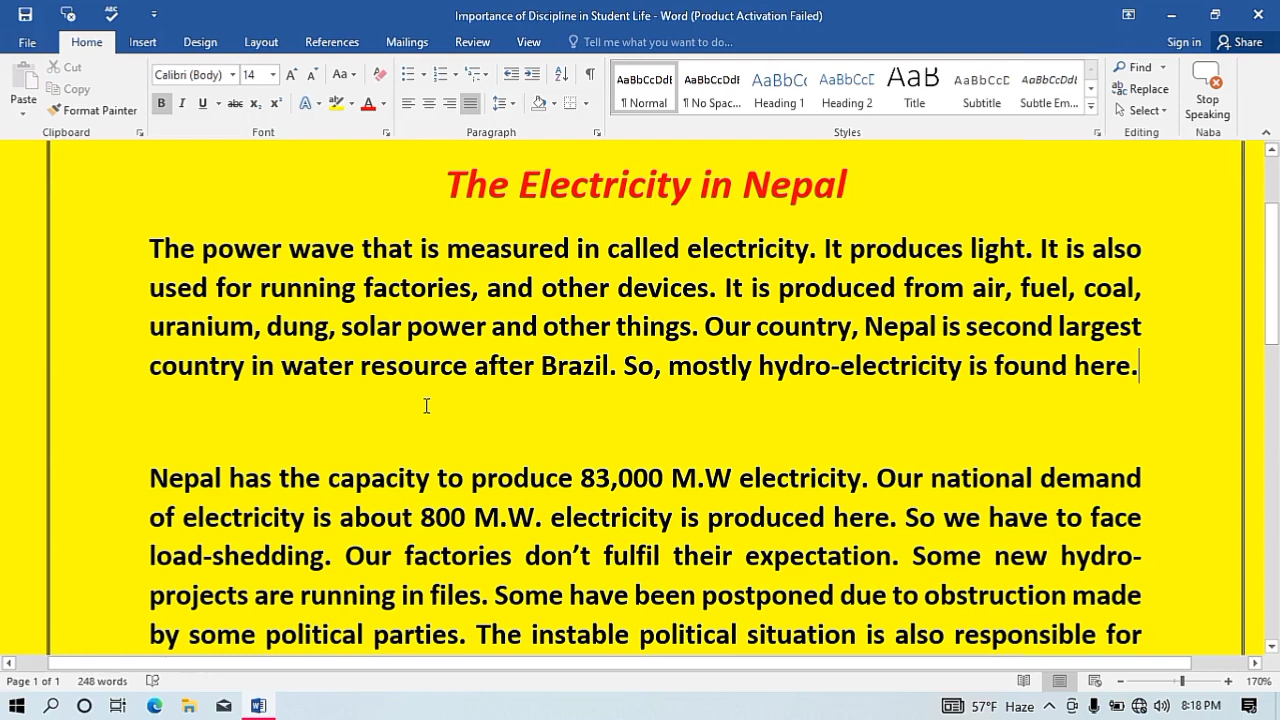 Importance of Discipline in Student Life - Word (Product Activation Failed)
File Home Insert Design Layout References Mailings Review View Tell me what you want to do... Sign in Share
Paste
Cut
Copy
Format Painter
Clipboard
Calibri (Body) 14
Font
Paragraph
AaBbCcDdE ¶ Normal
AaBbCcDdE ¶ No Spac...
AaBbCc Heading 1
AaBbCcD Heading 2
AaB Title
AaBbCcD Subtitle
AaBbCcDdE Subtle Em...
Styles
Find
Replace
Select
Editing
Stop Speaking
Naba
The Electricity in Nepal
The power wave that is measured in called electricity. It produces light. It is also
used for running factories, and other devices. It is produced from air, fuel, coal,
uranium, dung, solar power and other things. Our country, Nepal is second largest
country in water resource after Brazil. So, mostly hydro-electricity is found here.
Nepal has the capacity to produce 83,000 M.W electricity. Our national demand
of electricity is about 800 M.W. electricity is produced here. So we have to face
load-shedding. Our factories don’t fulfil their expectation. Some new hydro-
projects are running in files. Some have been postponed due to obstruction made
by some political parties. The instable political situation is also responsible for
Page 1 of 1 248 words 170%
57°F Haze 8:18 PM